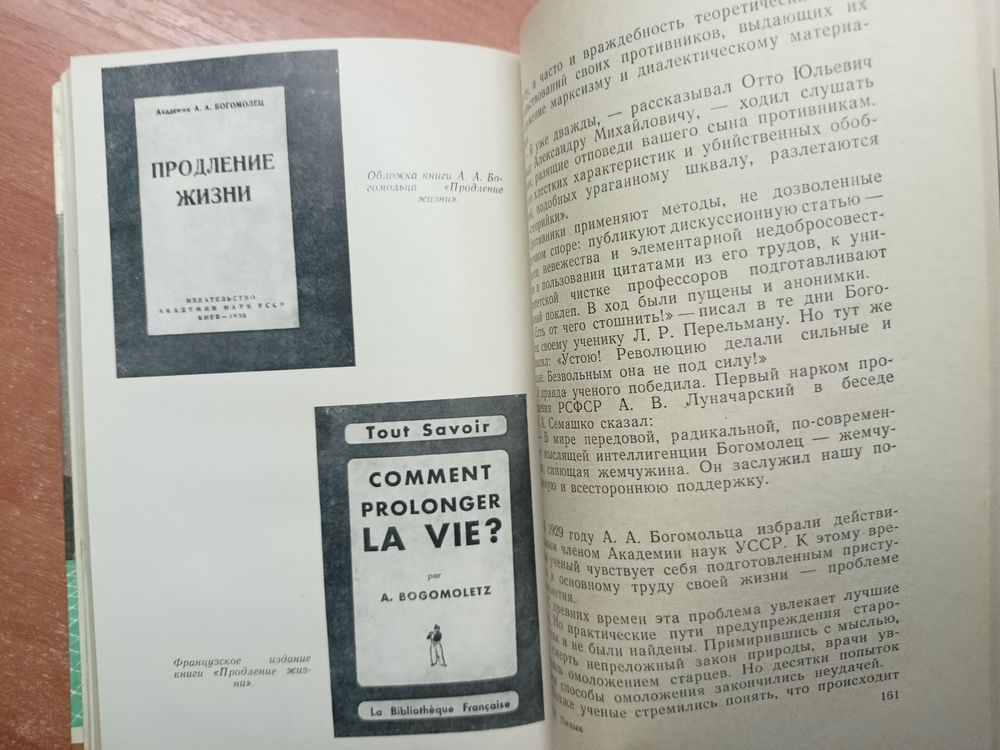 Академик А. А. БОГОМОЛЕЦ
ПРОДЛЕНИЕ
ЖИЗНИ
ИЗДАТЕЛЬСТВО
АКАДЕМИИ НАУК УССР
КИЕВ—1938
Обложка книги А. А. Бо-
гомольца «Продление
жизни».
Tout Savoir
COMMENT
PROLONGER
LA VIE?
par
A. BOGOMOLETZ
La Bibliothèque Française
Французское издание
книги «Продление жиз-
ни».
а часто и враждебность теоретических
своих противников, выдающих их
марксизму и диалектическому материа-
уже дважды, — рассказывал Отто Юльевич
Александру Михайловичу, — ходил слушать
разящие отповеди вашего сына противникам.
хлестких характеристик и убийственных обоб-
подобных ураганному шквалу, разлетаются
применяют методы, не дозволенные
споре: публикуют дискуссионную статью —
невежества и элементарной недобросовест-
в пользовании цитатами из его трудов, к уни-
чистке профессоров подготавливают
поклеп. В ход были пущены и анонимки.
Есть от чего стошнить!» — писал в те дни Бого-
своему ученику Л. Р. Перельману. Но тут же
«Устою! Революцию делали сильные и
Безвольным она не под силу!»
правда ученого победила. Первый нарком про-
РСФСР А. В. Луначарский в беседе
Семашко сказал:
— В мире передовой, радикальной, по-современ-
мыслящей интеллигенции Богомолец — жемчу-
сияющая жемчужина. Он заслужил нашу по-
и всестороннюю поддержку.
1929 году А. А. Богомольца избрали действи-
членом Академии наук УССР. К этому вре-
ученый чувствует себя подготовленным присту-
к основному труду своей жизни — проблеме
древних времен эта проблема увлекает лучшие
Но практические пути предупреждения старо-
и не были найдены. Примирившись с мыслью,
смерть непреложный закон природы, врачи ув-
омоложением старцев. Но десятки попыток
способы омоложения закончились неудачей.
ученые стремились понять, что происходит
Пицык
161